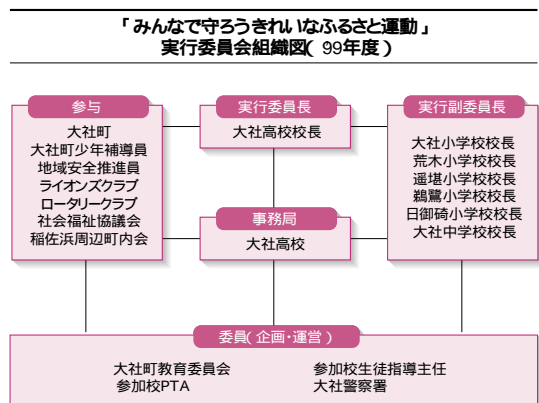 「みんなで守ろうきれいなふるさと運動」
実行委員会組織図(99年度)
参与
大社町
大社町少年補導員
地域安全推進員
ライオンズクラブ
ロータリークラブ
社会福祉協議会
稲佐浜周辺町内会
実行委員長
大社高校校長
実行副委員長
大社小学校校長
荒木小学校校長
遥堪小学校校長
鵜鷺小学校校長
日御碕小学校校長
大社中学校校長
事務局
大社高校
委員(企画・運営)
大社町教育委員会
参加校PTA
参加校生徒指導主任
大社警察署